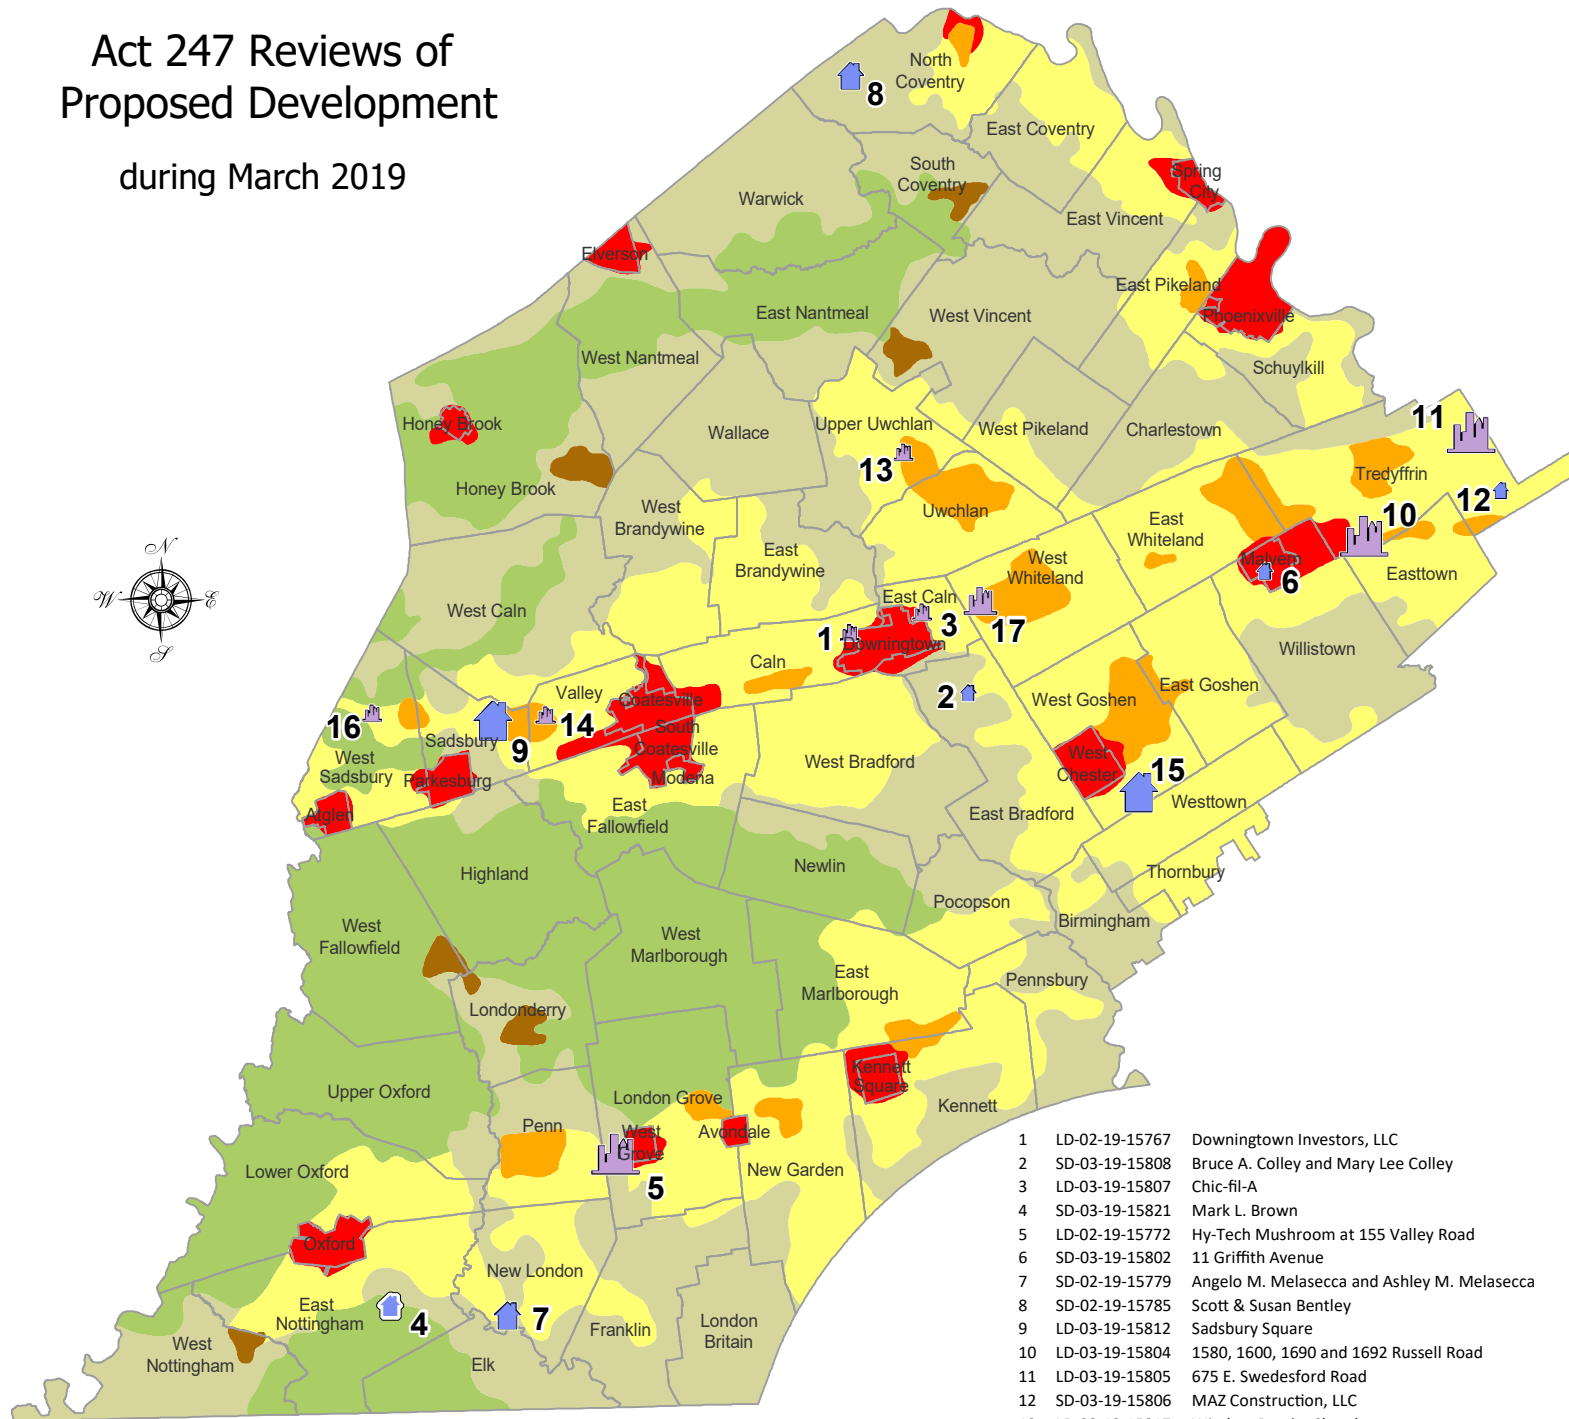 Act 247 Reviews of
Proposed Development
during March 2019
North
Coventry
8
East Coventry
South
Coventry
Spring
City
Warwick
East Vincent
Elverson
East Pikeland
East Nantmeal
West Vincent
Phoenixville
West Nantmeal
Schuylkill
11
Honey Brook
Upper Uwchlan
Wallace
West Pikeland
Charlestown
13
Tredyffrin
Honey Brook
12
West
Brandywine
Uwchlan
10
East
Whiteland
N
W
E
S
East
Brandywine
West
Whiteland
Malvern
6
Easttown
West Caln
East Caln
1
3
17
Downingtown
Willistown
Caln
Valley
Coatesville
2
West Goshen
East Goshen
16
Sadsbury
9
14
South
Coatesville
West
Sadsbury
Parkesburg
Modena
West Bradford
West
Chester
15
Atglen
East
Fallowfield
East Bradford
Westtown
Highland
Newlin
Thornbury
Pocopson
Birmingham
West
Fallowfield
West
Marlborough
East
Marlborough
Pennsbury
Londonderry
Kennett
Square
Upper Oxford
London Grove
Kennett
Penn
West
Grove
Avondale
Lower Oxford
New Garden
5
Oxford
New London
East
Nottingham
4
7
Franklin
London
Britain
West
Nottingham
Elk
1 LD-02-19-15767 Downingtown Investors, LLC
2 SD-03-19-15808 Bruce A. Colley and Mary Lee Colley
3 LD-03-19-15807 Chic-fil-A
4 SD-03-19-15821 Mark L. Brown
5 LD-02-19-15772 Hy-Tech Mushroom at 155 Valley Road
6 SD-03-19-15802 11 Griffith Avenue
7 SD-02-19-15779 Angelo M. Melasecca and Ashley M. Melasecca
8 SD-02-19-15785 Scott & Susan Bentley
9 LD-03-19-15812 Sadsbury Square
10 LD-03-19-15804 1580, 1600, 1690 and 1692 Russell Road
11 LD-03-19-15805 675 E. Swedesford Road
12 SD-03-19-15806 MAZ Construction, LLC